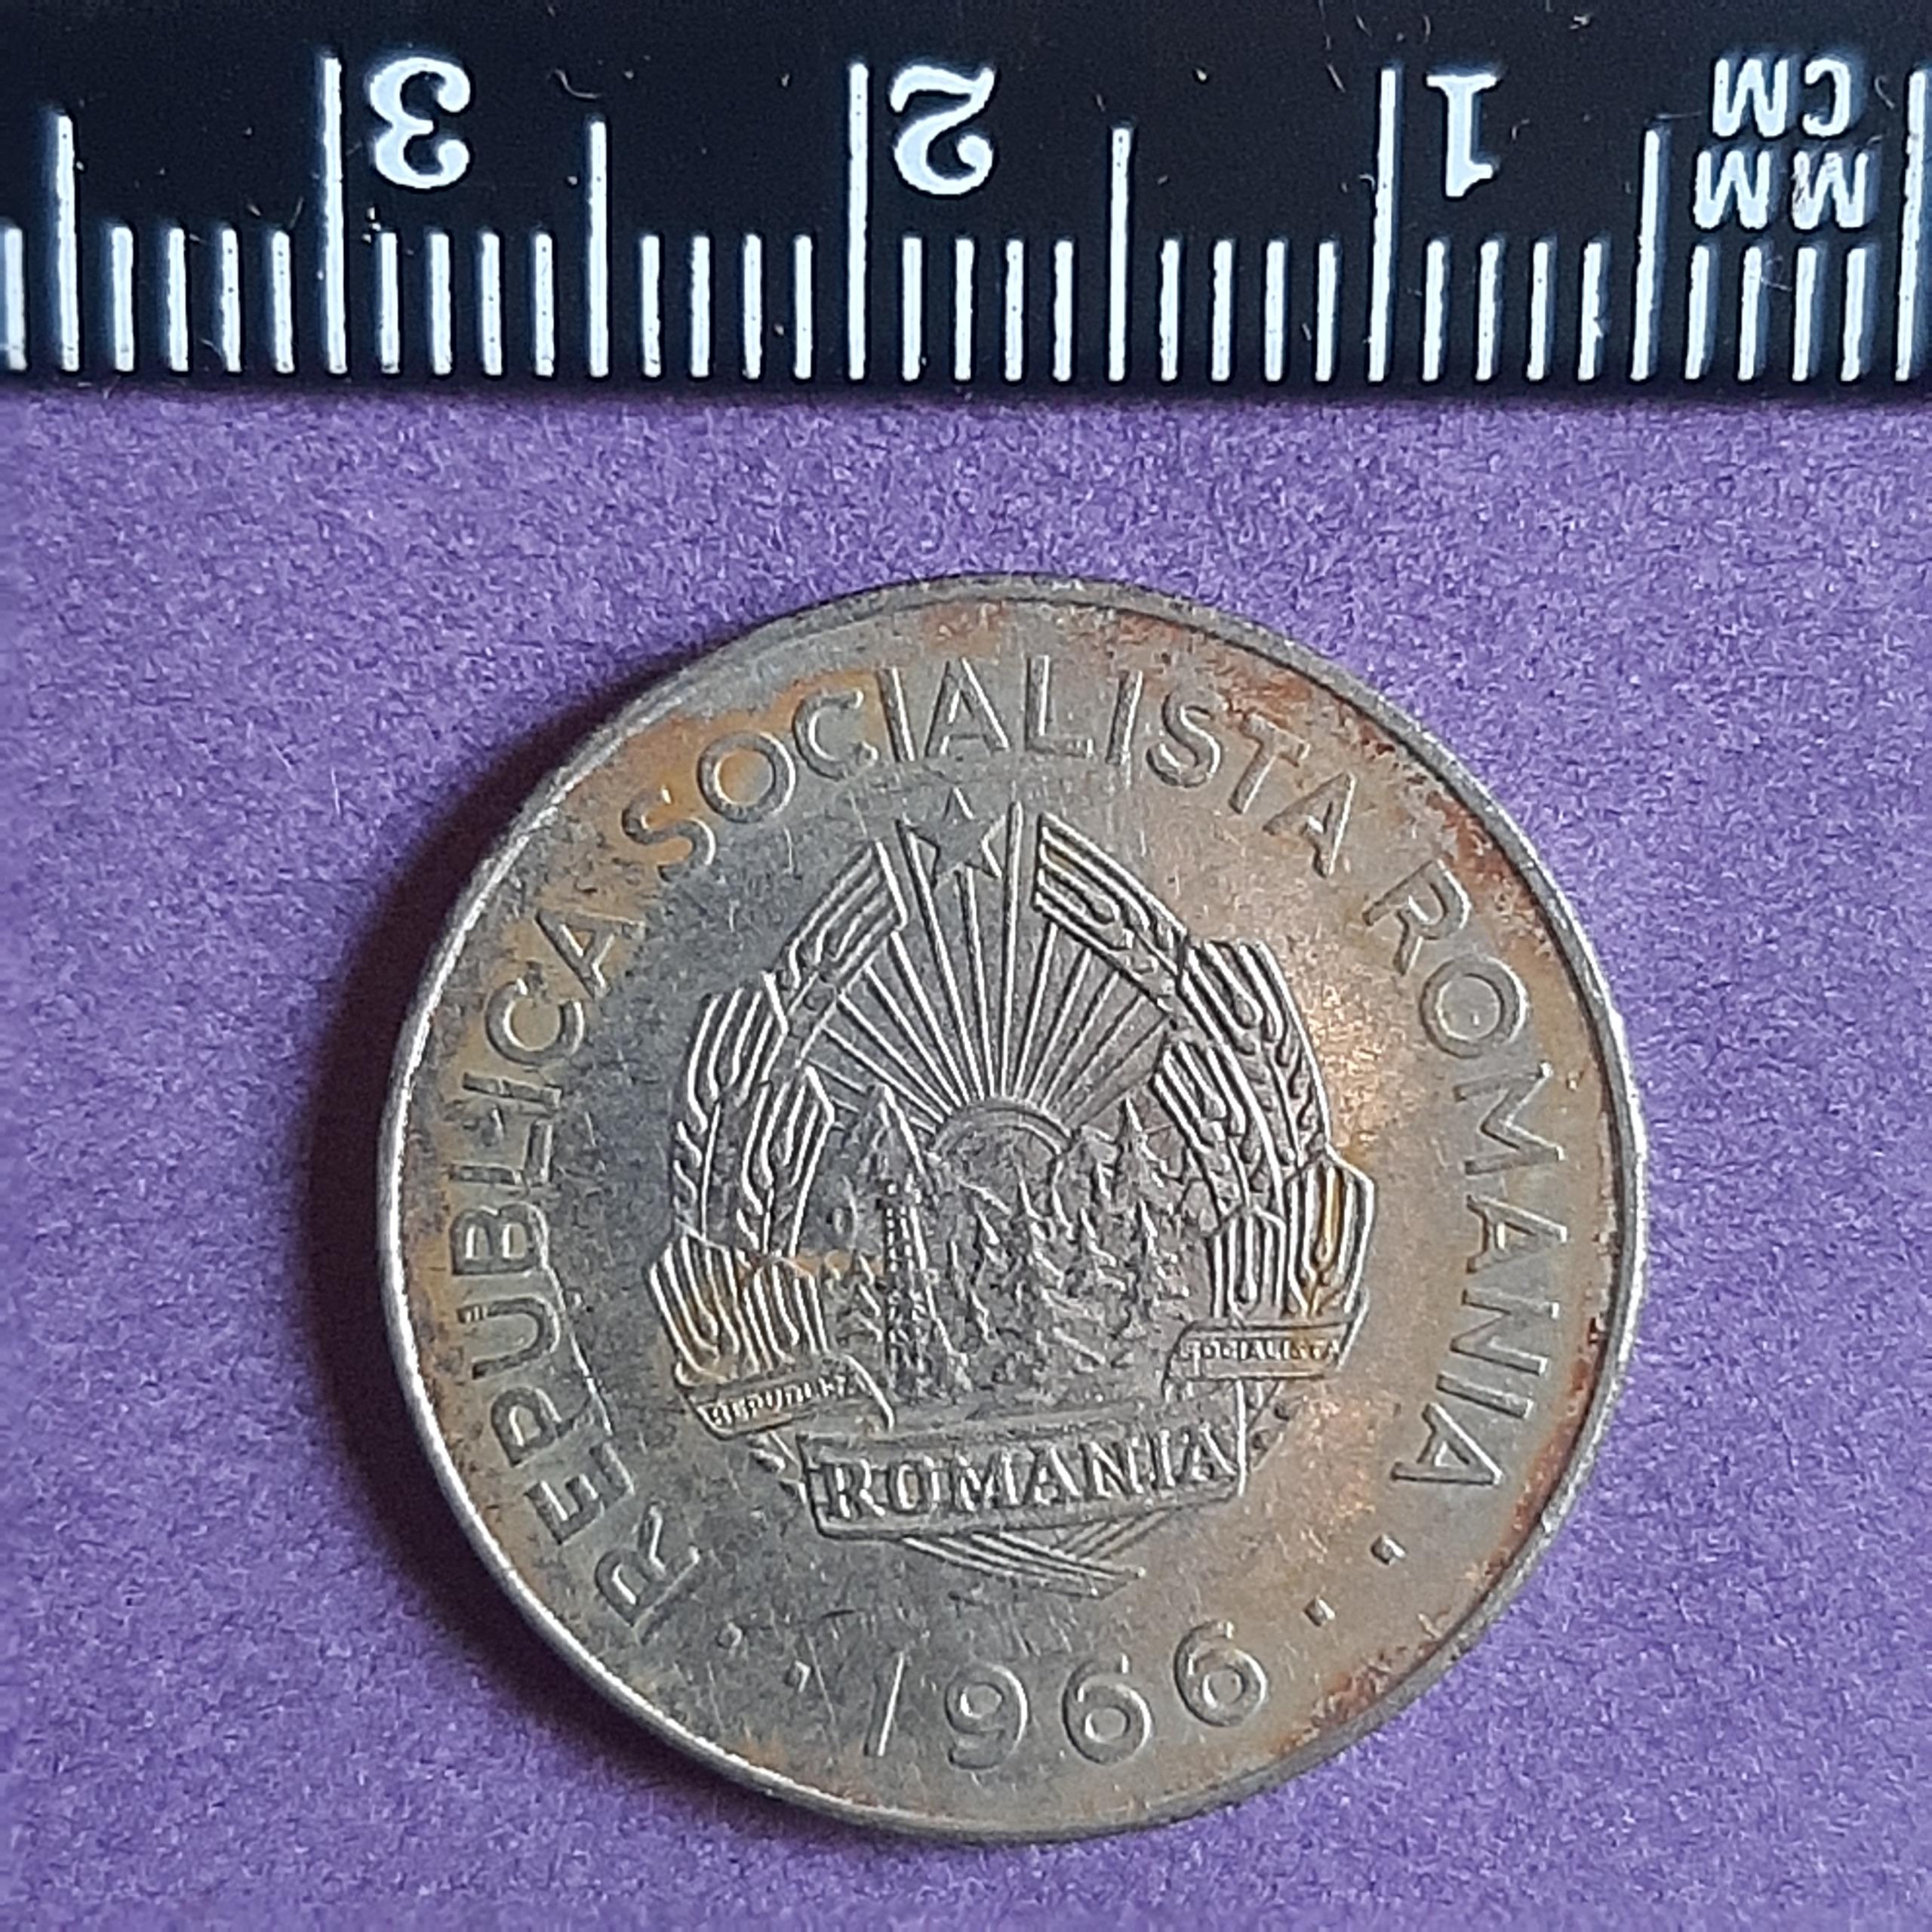 3 2 1 CM
MM
REPUBLICA SOCIALISTA ROMANIA
REPUBLICA
SOCIALISTA
ROMANIA
· · 1966 · ·